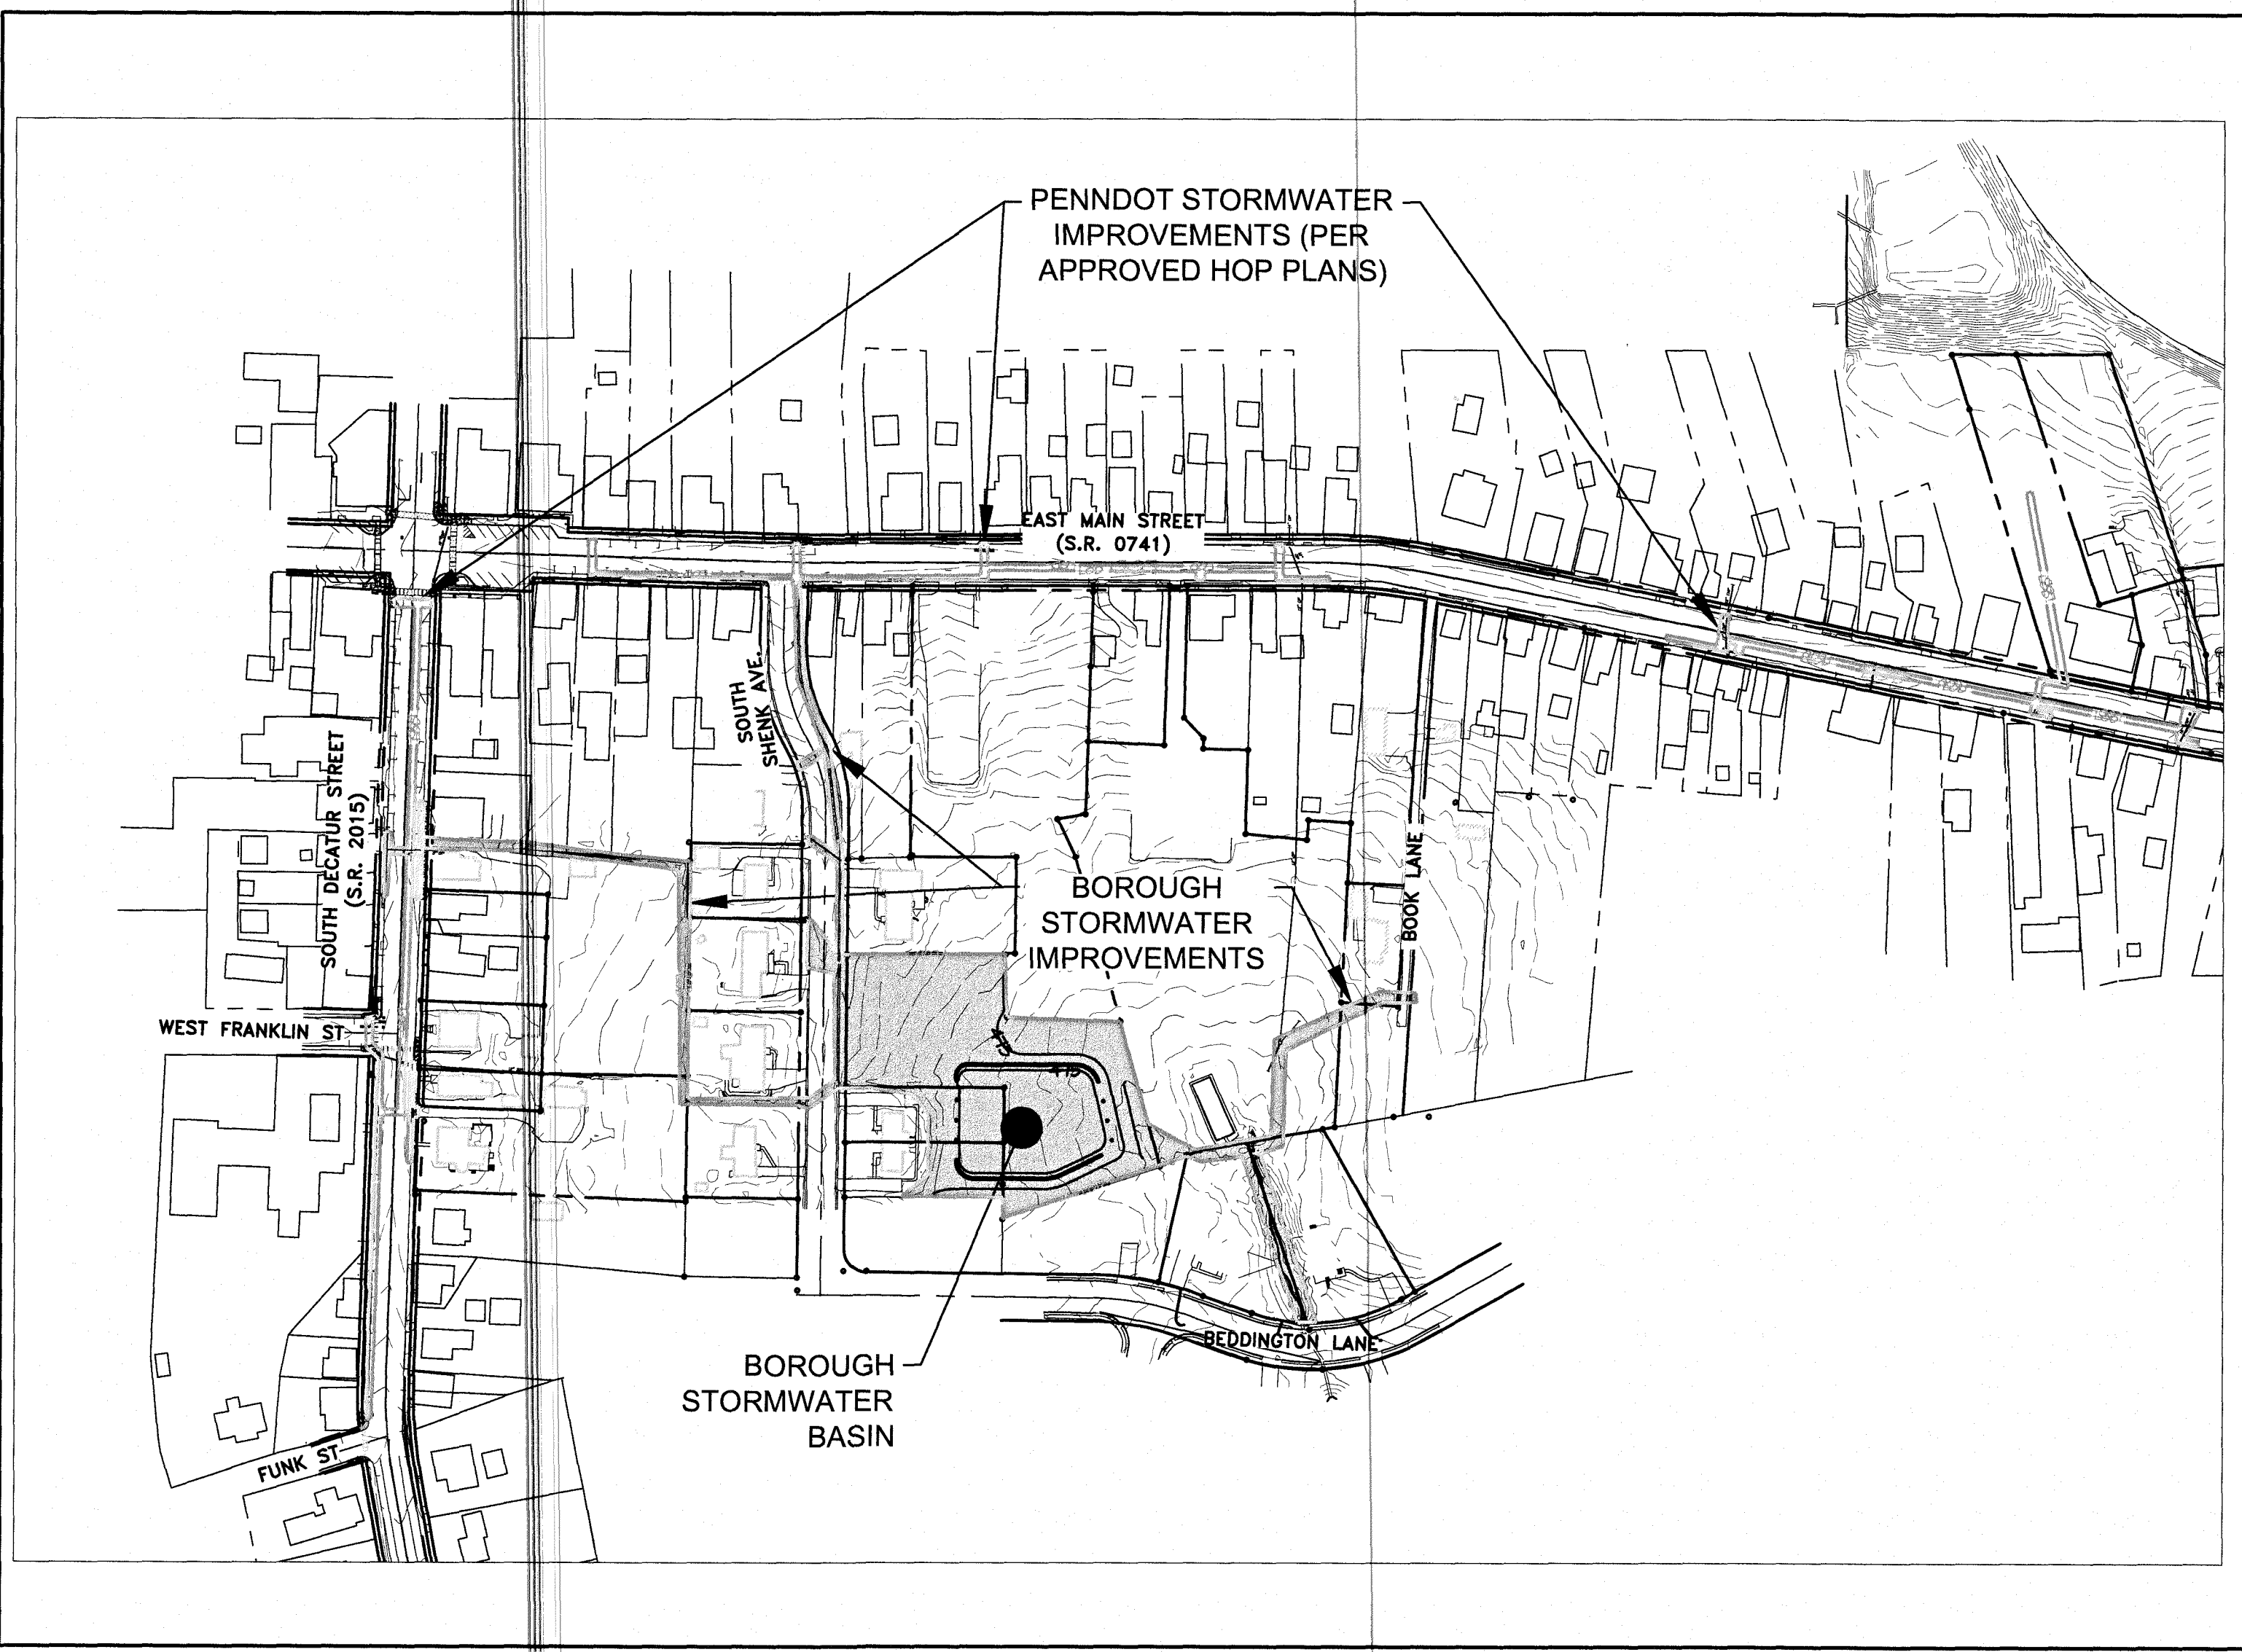 PENNDOT STORMWATER
IMPROVEMENTS (PER
APPROVED HOP PLANS)
EAST MAIN STREET
(S.R. 0741)
SOUTH
SHENK AVE.
SOUTH DECATUR STREET
(S.R. 2015)
BOOK LANE
BOROUGH
STORMWATER
IMPROVEMENTS
WEST FRANKLIN ST
BEDDINGTON LANE
BOROUGH
STORMWATER
BASIN
FUNK ST